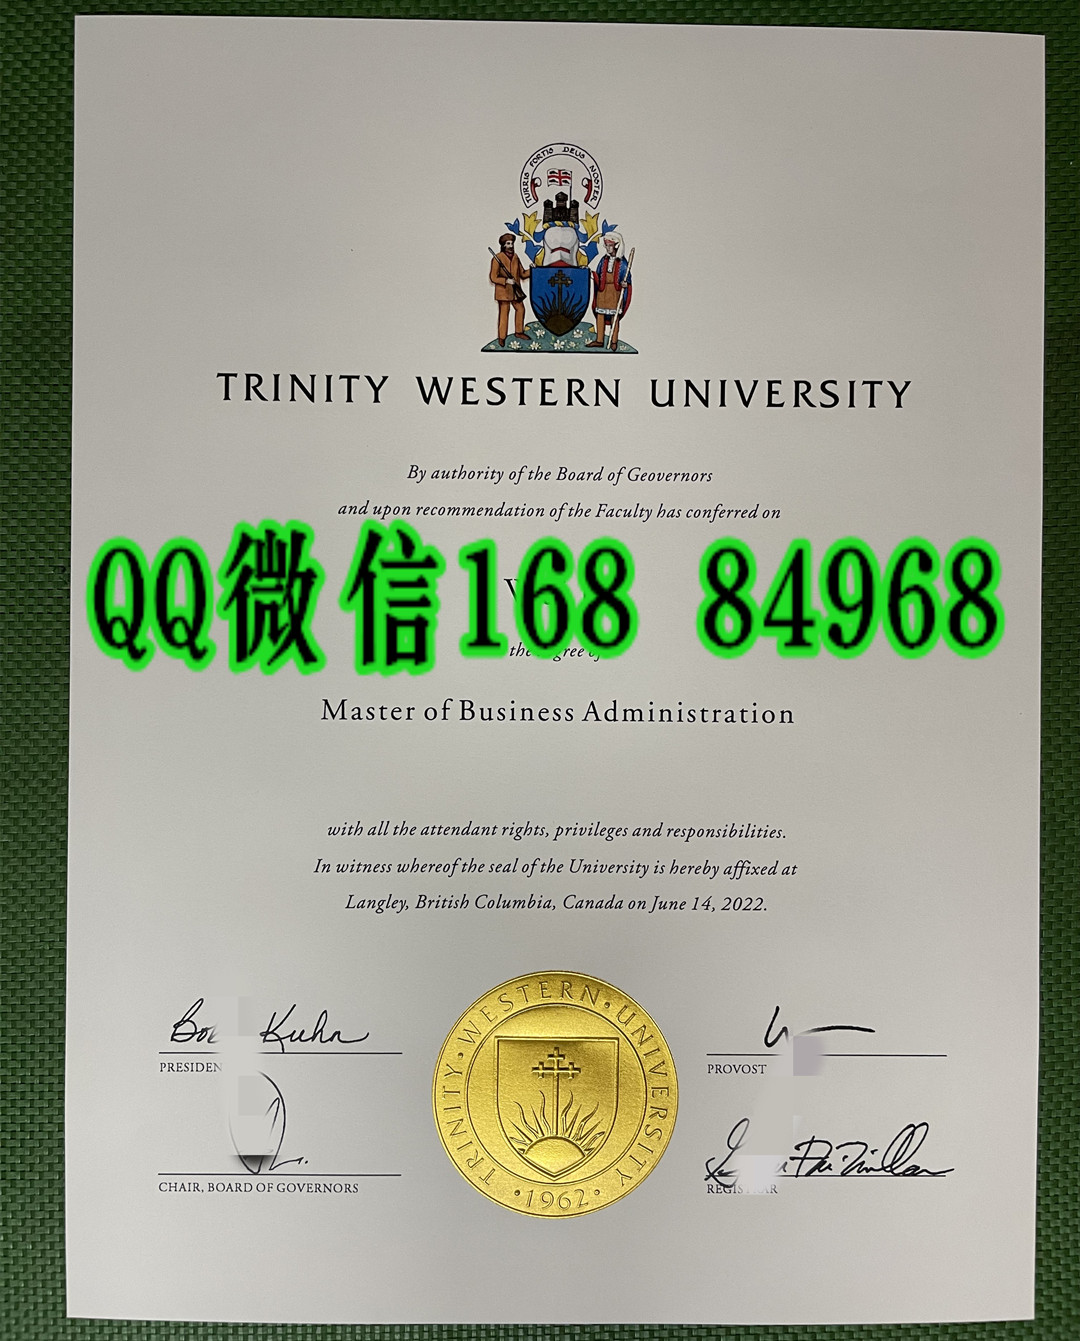 TURRIS FORTIS DEUS NOSTER
TRINITY WESTERN UNIVERSITY
By authority of the Board of Geovernors
and upon recommendation of the Faculty has conferred on
QQ微信168 84968
Master of Business Administration
with all the attendant rights, privileges and responsibilities.
In witness whereof the seal of the University is hereby affixed at
Langley, British Columbia, Canada on June 14, 2022.
Kuhn
PROVOST
CHAIR, BOARD OF GOVERNORS
TRINITY · WESTERN · UNIVERSITY
· 1962 ·